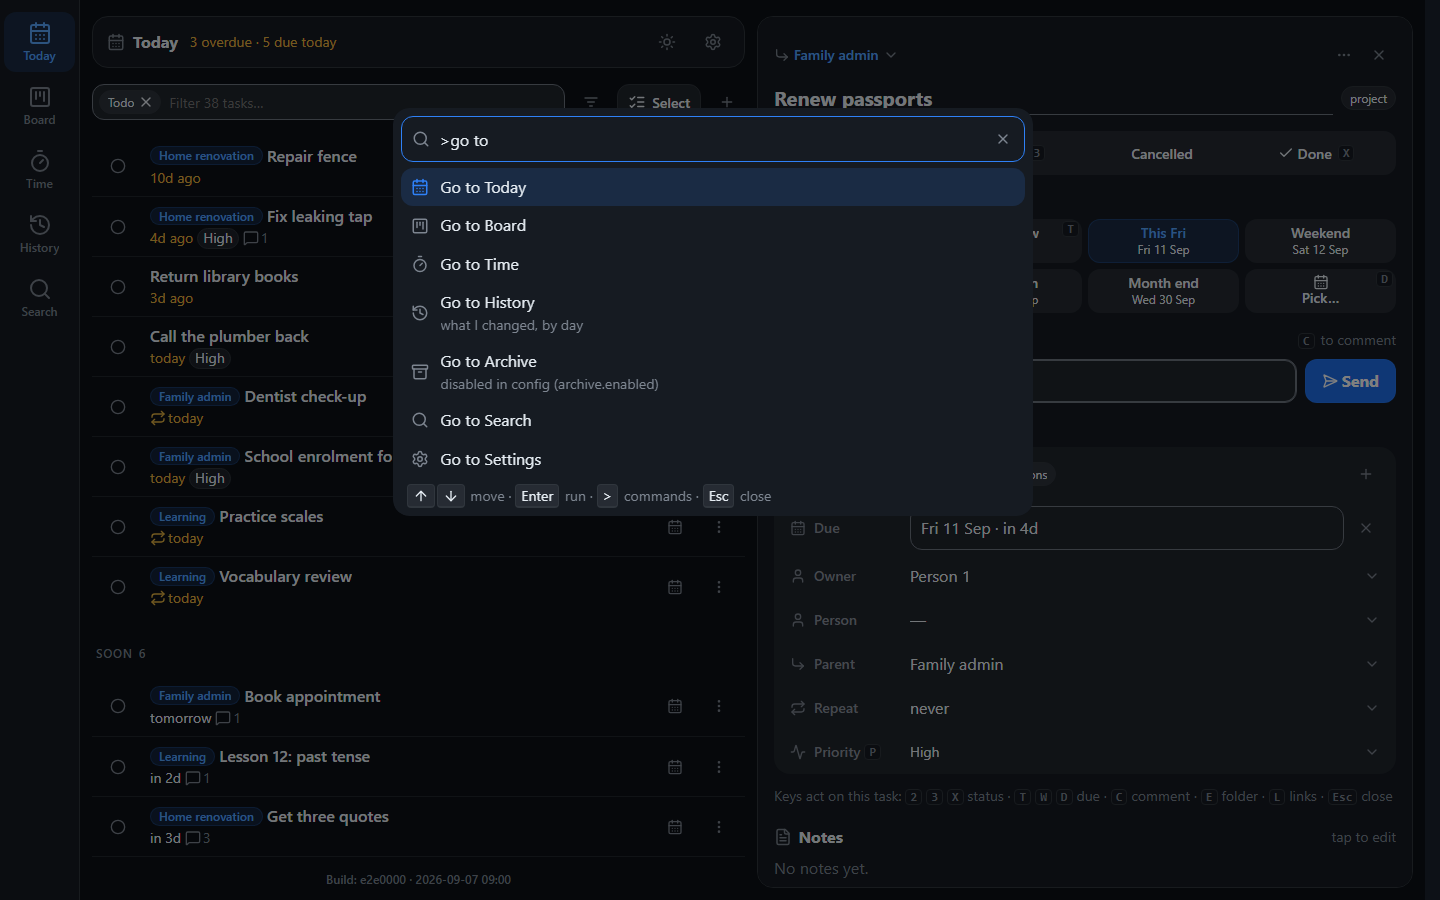 Today
Board
Time
History
Search
Today 3 overdue · 5 due today
Todo Filter 38 tasks... Select
Home renovation Repair fence
10d ago
Home renovation Fix leaking tap
4d ago High 1
Return library books
3d ago
Call the plumber back
today High
Family admin Dentist check-up
today
Family admin School enrolment fo
today High
Learning Practice scales
today
Learning Vocabulary review
today
SOON 6
Family admin Book appointment
tomorrow 1
Learning Lesson 12: past tense
in 2d 1
Home renovation Get three quotes
in 3d 3
Build: e2e0000 · 2026-09-07 09:00
>go to
Go to Today
Go to Board
Go to Time
Go to History
what I changed, by day
Go to Archive
disabled in config (archive.enabled)
Go to Search
Go to Settings
↑ ↓ move · Enter run · > commands · Esc close
Family admin
Renew passports project
3 Cancelled Done X
w T This Fri Weekend
Fri 11 Sep Sat 12 Sep
Month end Pick... D
Wed 30 Sep
C to comment
Send
ons
Due Fri 11 Sep · in 4d
Owner Person 1
Person —
Parent Family admin
Repeat never
Priority P High
Keys act on this task: 2 3 X status · T W D due · C comment · E folder · L links · Esc close
Notes tap to edit
No notes yet.